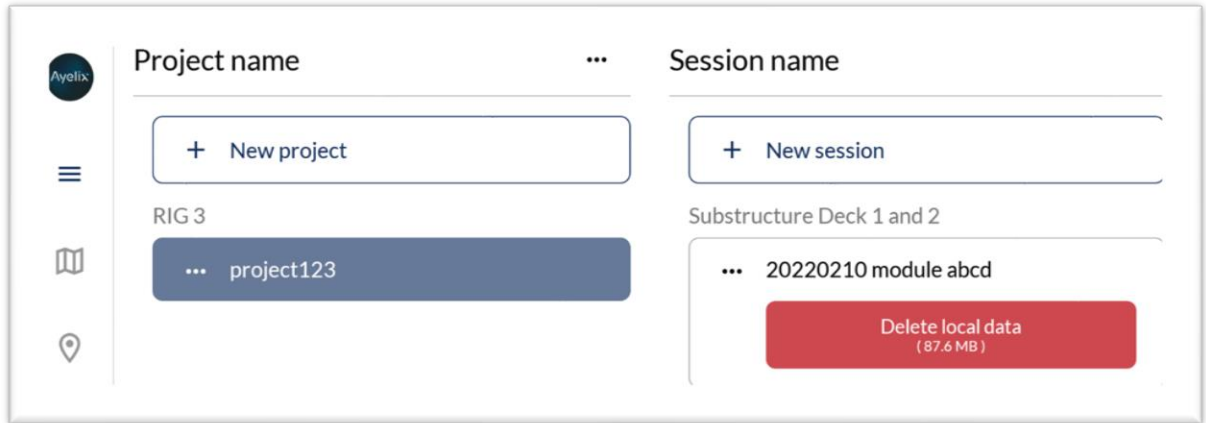 Ayelix
Project name ...
+ New project
RIG 3
... project123
Session name
+ New session
Substructure Deck 1 and 2
... 20220210 module abcd
Delete local data
( 87.6 MB )